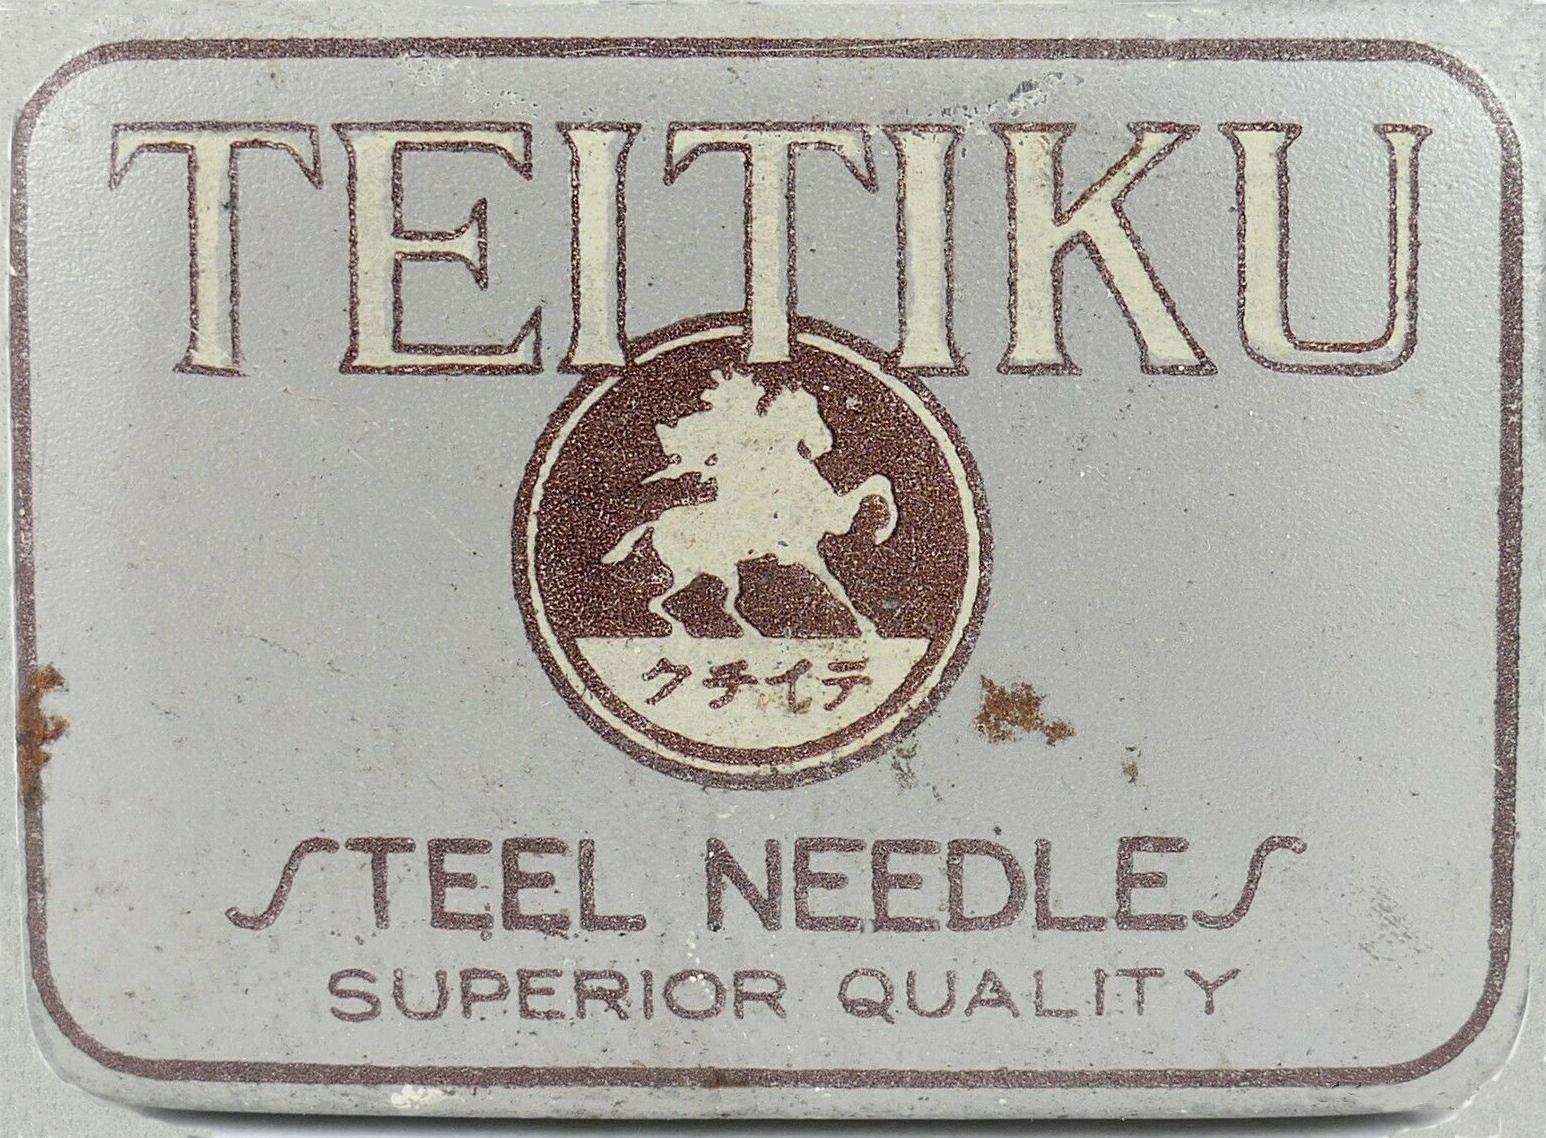 TEITIKU
クチイテ
STEEL NEEDLES
SUPERIOR QUALITY